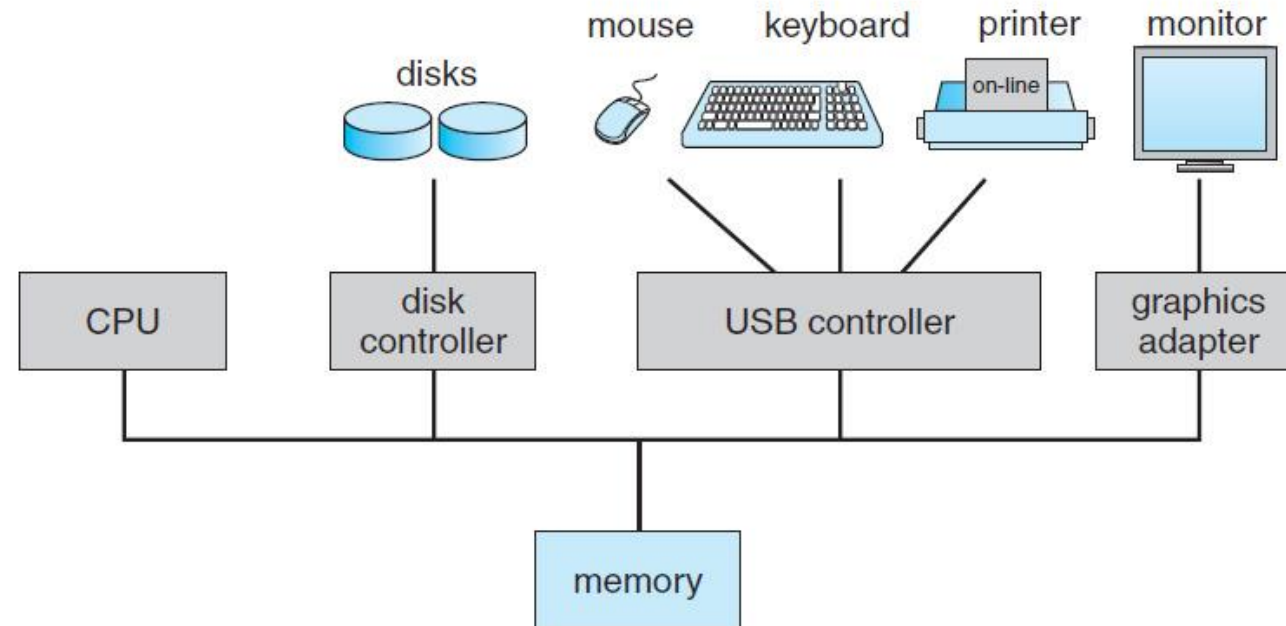 mouse
keyboard
printer
monitor
disks
on-line
CPU
disk
controller
USB controller
graphics
adapter
memory